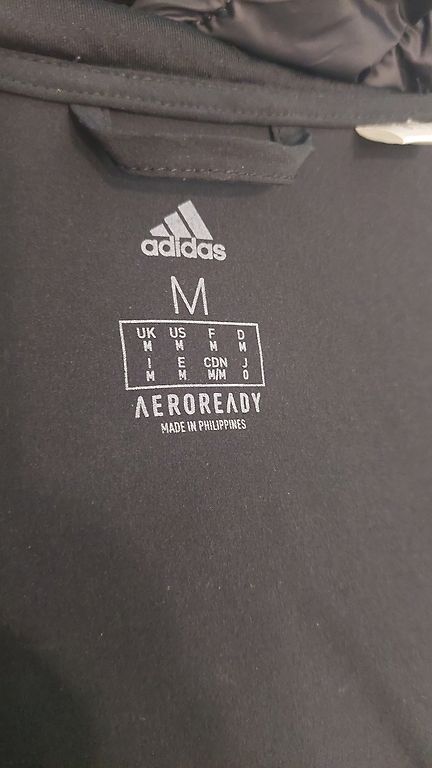 adidas
M
UK US F D
M M M M
I E CDN J
M M M/M O
AEROREADY
MADE IN PHILIPPINES